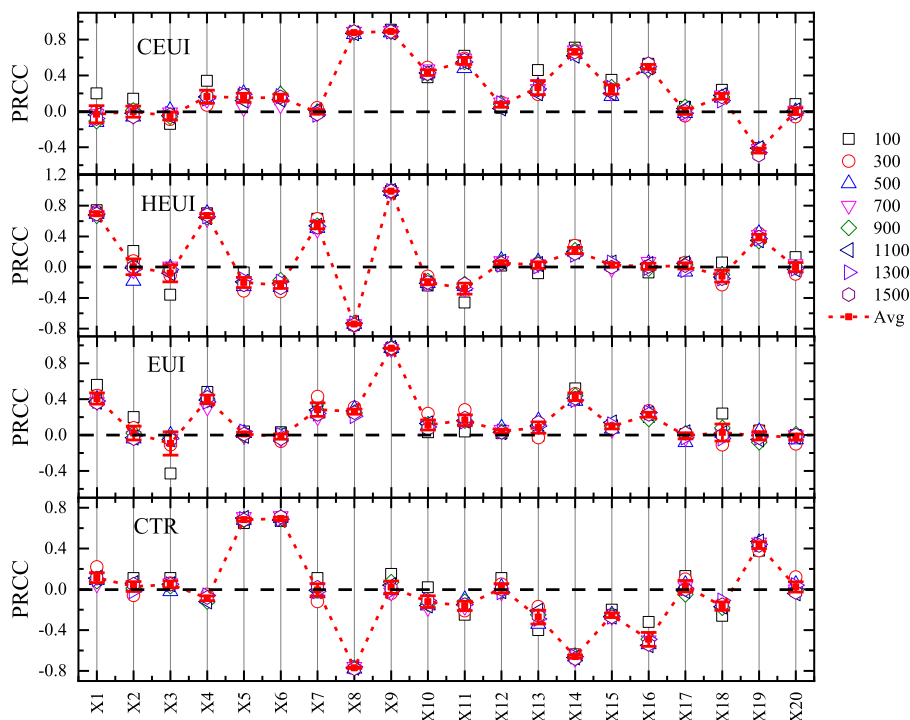 CEUI
PRCC
0.8
0.4
0.0
-0.4
HEUI
PRCC
1.2
0.8
0.4
0.0
-0.4
-0.8
EUI
PRCC
0.8
0.4
0.0
-0.4
CTR
PRCC
0.8
0.4
0.0
-0.4
-0.8
X1 X2 X3 X4 X5 X6 X7 X8 X9 X10 X11 X12 X13 X14 X15 X16 X17 X18 X19 X20
100
300
500
700
900
1100
1300
1500
Avg